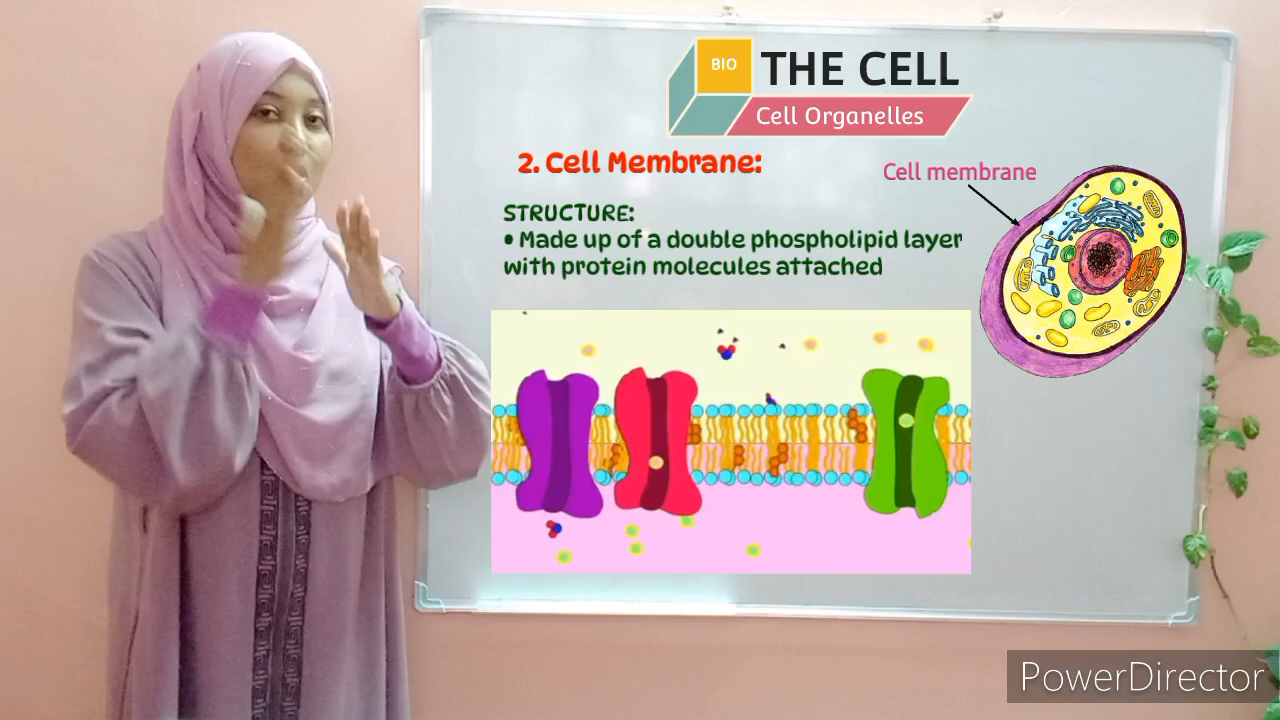 BIO
THE CELL
Cell Organelles
2. Cell Membrane:
Cell membrane
STRUCTURE:
• Made up of a double phospholipid layer
with protein molecules attached
PowerDirector